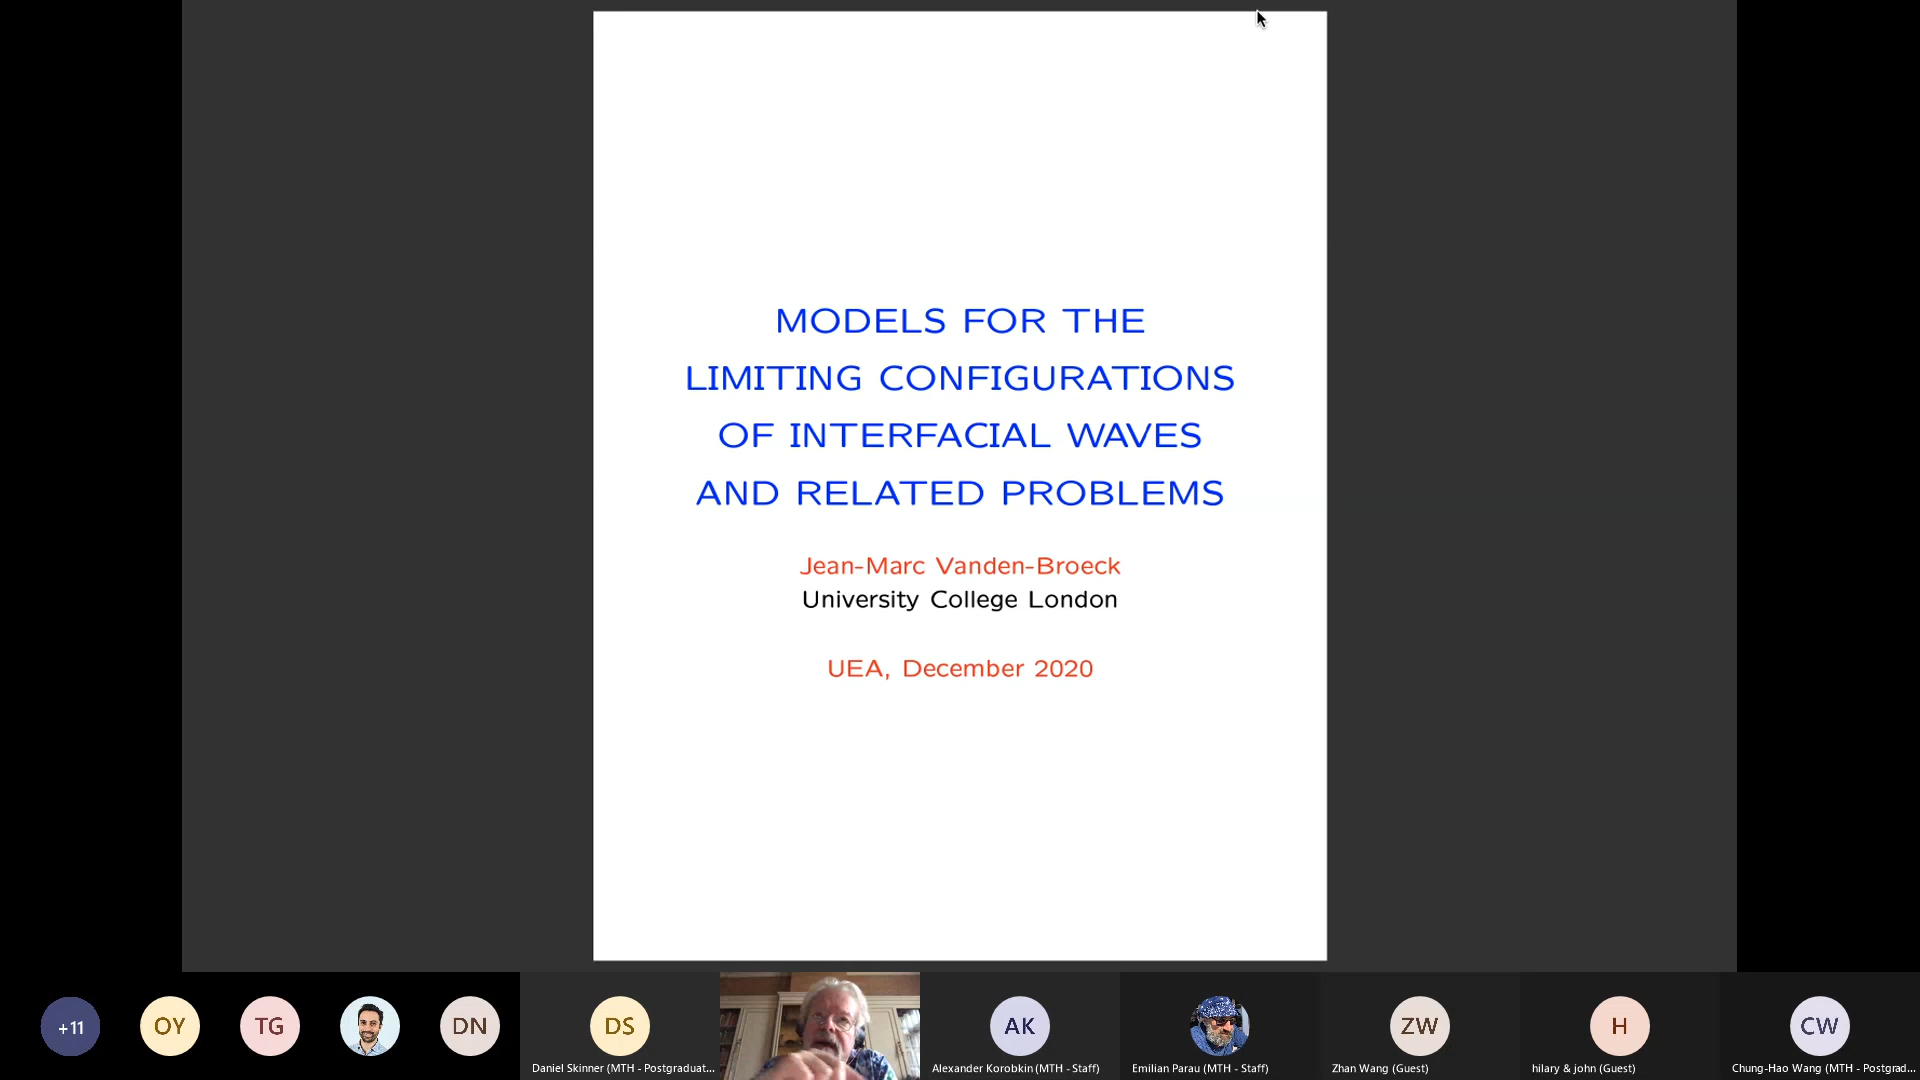 MODELS FOR THE
LIMITING CONFIGURATIONS
OF INTERFACIAL WAVES
AND RELATED PROBLEMS
Jean-Marc Vanden-Broeck
University College London
UEA, December 2020
+11
OY
TG
DN
DS
AK
ZW
H
CW
Daniel Skinner (MTH - Postgraduat...
Alexander Korobkin (MTH - Staff)
Emilian Parau (MTH - Staff)
Zhan Wang (Guest)
hilary & john (Guest)
Chung-Hao Wang (MTH - Postgrad...